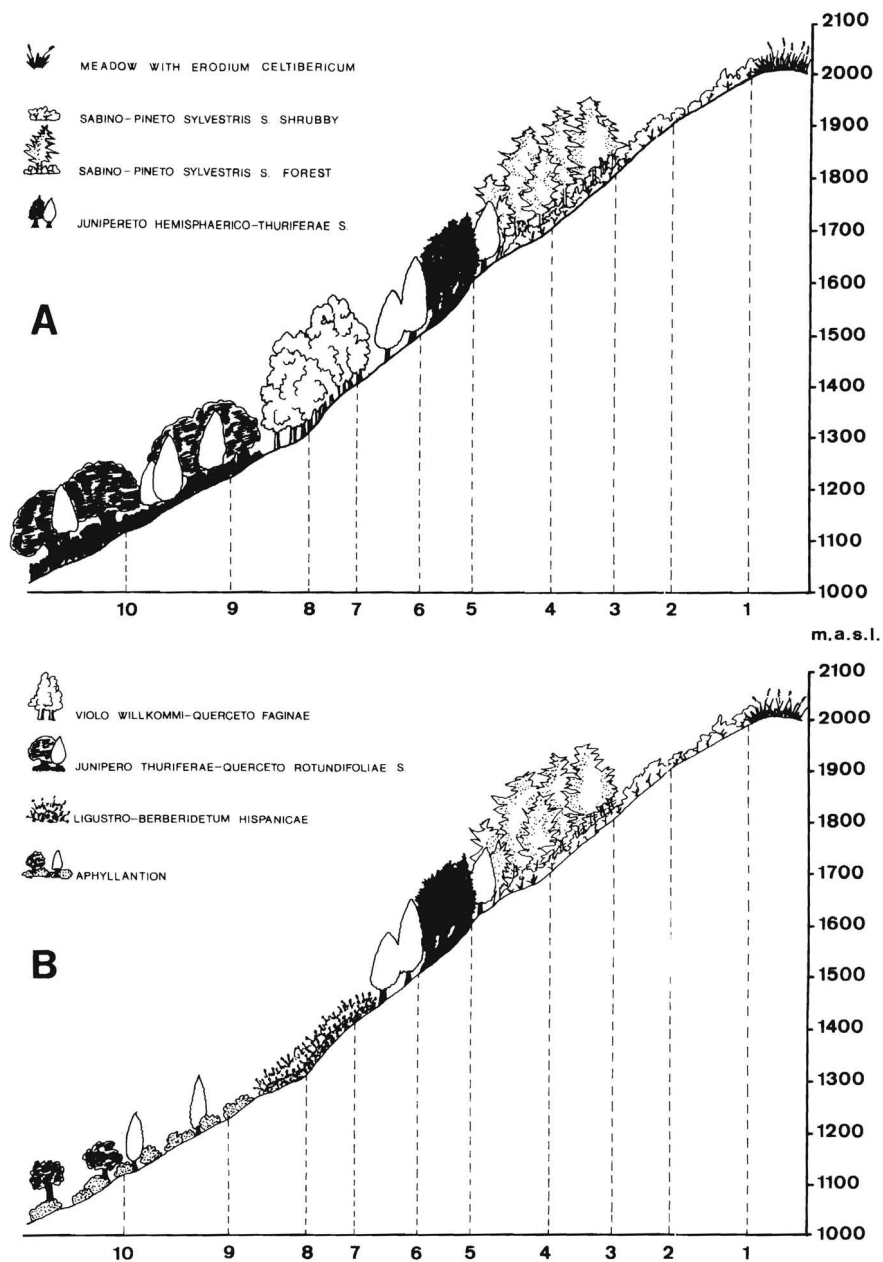 MEADOW WITH ERODIUM CELTIBERICUM
SABINO-PINETO SYLVESTRIS S. SHRUBBY
SABINO-PINETO SYLVESTRIS S. FOREST
JUNIPERETO HEMISPHAERICO-THURIFERAE S.
A
2100
2000
1900
1800
1700
1600
1500
1400
1300
1200
1100
1000
10 9 8 7 6 5 4 3 2 1
m.a.s.l.
VIOLO WILLKOMMI-QUERCETO FAGINAE
JUNIPERO THURIFERAE-QUERCETO ROTUNDIFOLIAE S.
LIGUSTRO-BERBERIDETUM HISPANICAE
APHYLLANTION
B
2100
2000
1900
1800
1700
1600
1500
1400
1300
1200
1100
1000
10 9 8 7 6 5 4 3 2 1